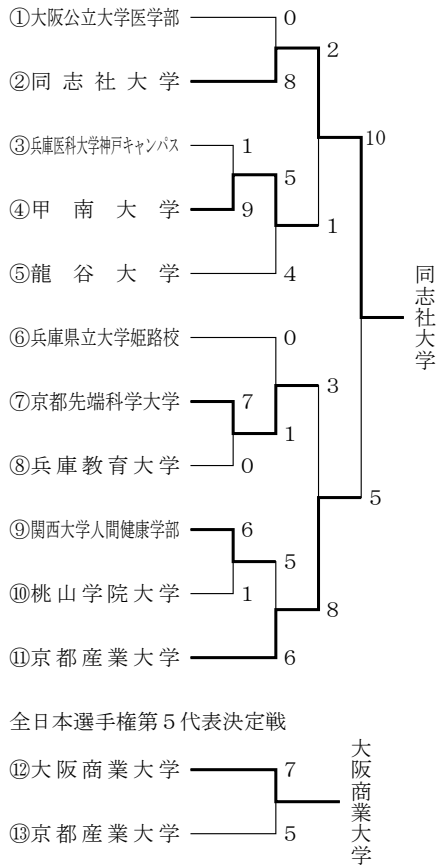 ①大阪公立大学医学部
0
2
②同志社大学
8
10
③兵庫医科大学神戸キャンパス
1
5
④甲南大学
9
1
⑤龍谷大学
4
同志社大学
⑥兵庫県立大学姫路校
0
3
⑦京都先端科学大学
7
1
⑧兵庫教育大学
0
5
⑨関西大学人間健康学部
6
5
⑩桃山学院大学
1
8
⑪京都産業大学
6
全日本選手権第5代表決定戦
⑫大阪商業大学
7
大阪商業大学
⑬京都産業大学
5